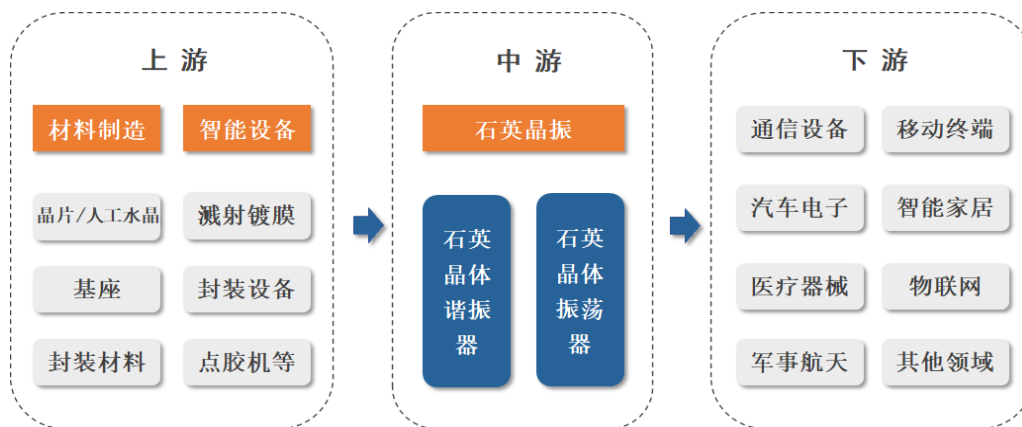 上游
材料制造
智能设备
晶片/人工水晶
溅射镀膜
基座
封装设备
封装材料
点胶机等
中游
石英晶振
石英
晶体
谐振
器
石英
晶体
振荡
器
下游
通信设备
移动终端
汽车电子
智能家居
医疗器械
物联网
军事航天
其他领域